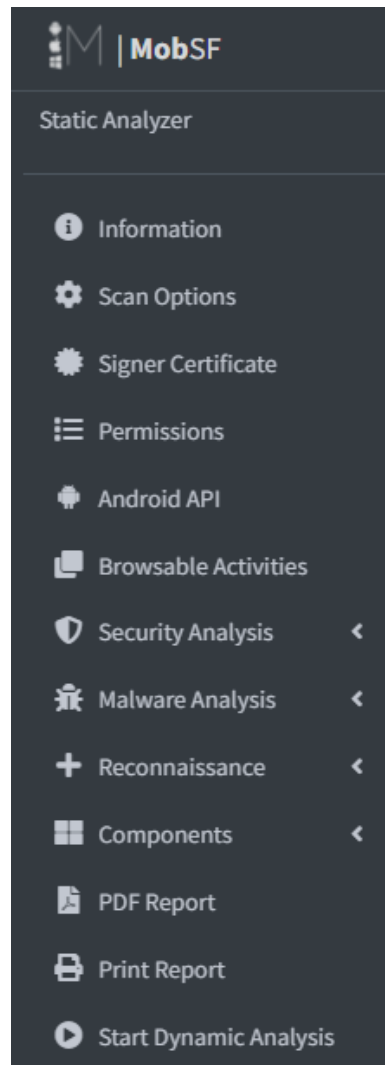 M | MobSF
Static Analyzer
Information
Scan Options
Signer Certificate
Permissions
Android API
Browsable Activities
Security Analysis
Malware Analysis
Reconnaissance
Components
PDF Report
Print Report
Start Dynamic Analysis